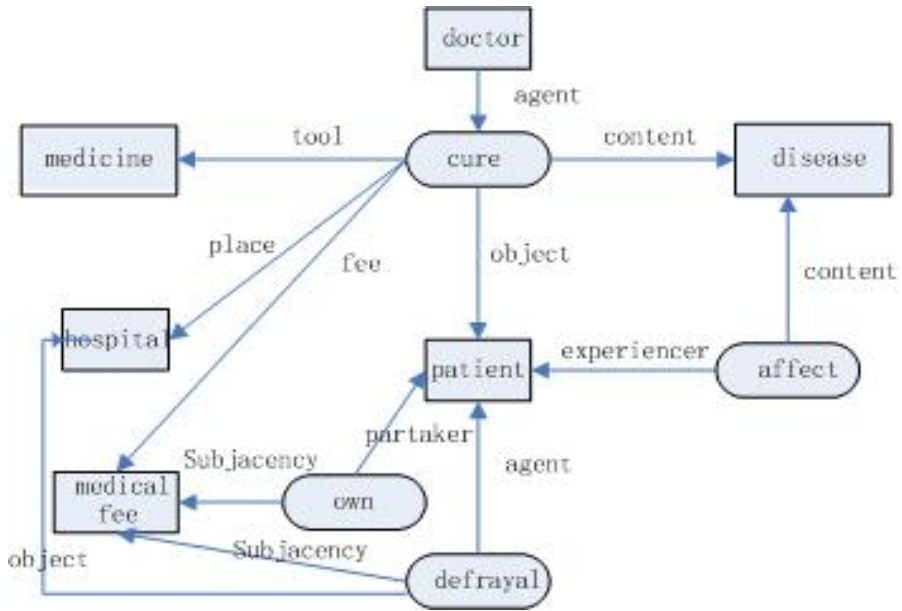 doctor
agent
tool
content
medicine
cure
disease
place
fee
object
content
hospital
experiencer
patient
affect
partaker
Subjacency
agent
medical
fee
own
Subjacency
object
defrayal